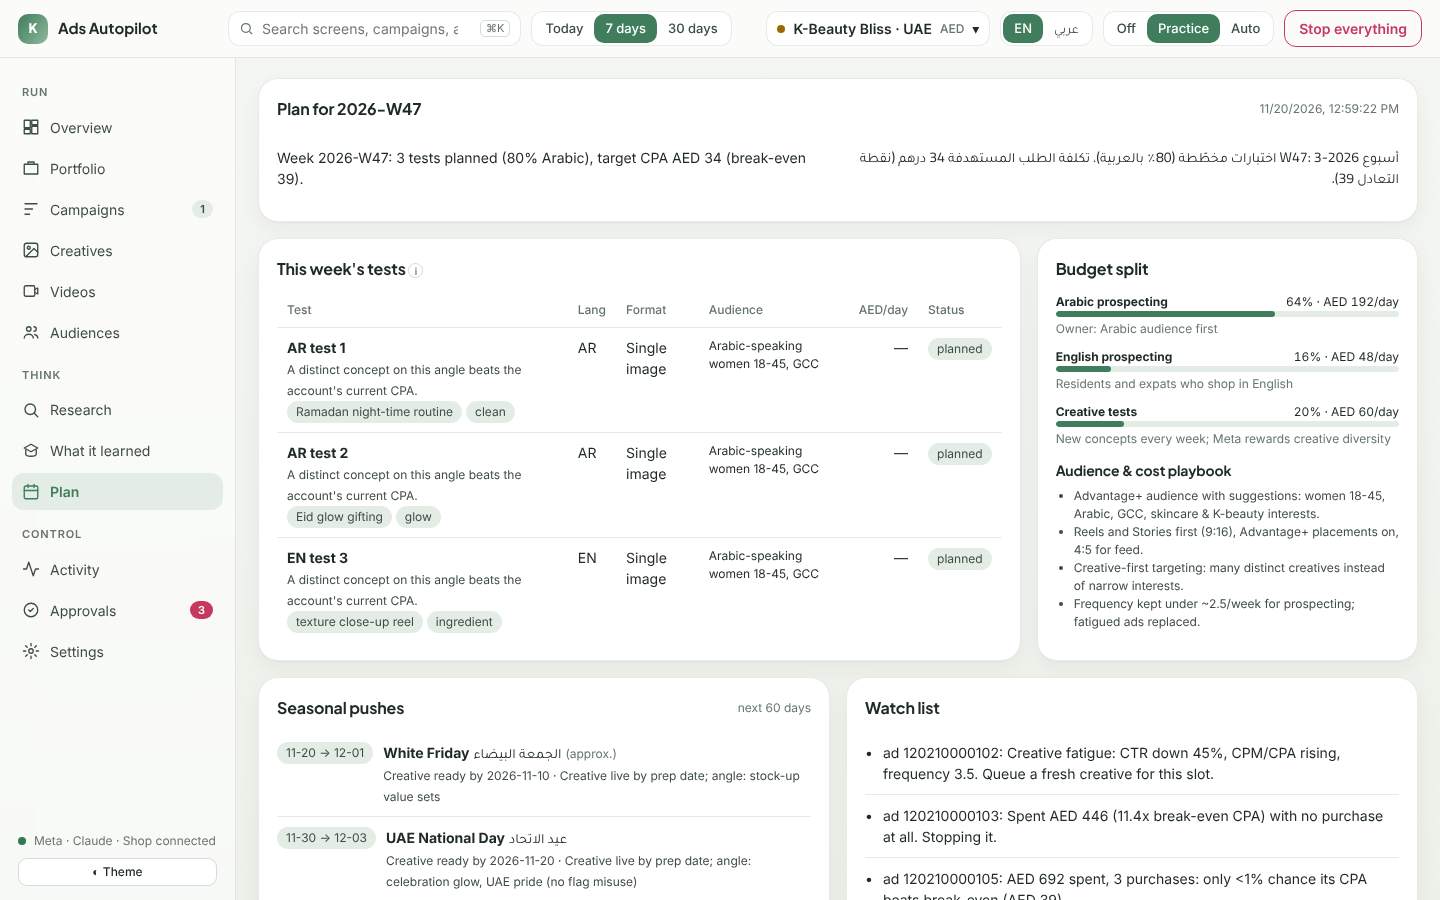 K Ads Autopilot
Search screens, campaigns, a ⌘K
Today 7 days 30 days
K-Beauty Bliss · UAE AED ▾
EN عربي
Off Practice Auto
Stop everything
RUN
Overview
Portfolio
Campaigns 1
Creatives
Videos
Audiences
THINK
Research
What it learned
Plan
CONTROL
Activity
Approvals 3
Settings
Meta · Claude · Shop connected
Theme
Plan for 2026-W47 11/20/2026, 12:59:22 PM
Week 2026-W47: 3 tests planned (80% Arabic), target CPA AED 34 (break-even
39).
أسبوع 2026-W47: 3 اختبارات مخطّطة (80٪ بالعربية). تكلفة الطلب المستهدفة 34 درهم (نقطة
التعادل 39).
This week's tests i
Test Lang Format Audience AED/day Status
AR test 1 AR Single Arabic-speaking — planned
image women 18-45, GCC
A distinct concept on this angle beats the
account's current CPA.
Ramadan night-time routine clean
AR test 2 AR Single Arabic-speaking — planned
image women 18-45, GCC
A distinct concept on this angle beats the
account's current CPA.
Eid glow gifting glow
EN test 3 EN Single Arabic-speaking — planned
image women 18-45, GCC
A distinct concept on this angle beats the
account's current CPA.
texture close-up reel ingredient
Budget split
Arabic prospecting 64% · AED 192/day
Owner: Arabic audience first
English prospecting 16% · AED 48/day
Residents and expats who shop in English
Creative tests 20% · AED 60/day
New concepts every week; Meta rewards creative diversity
Audience & cost playbook
• Advantage+ audience with suggestions: women 18-45,
Arabic, GCC, skincare & K-beauty interests.
• Reels and Stories first (9:16), Advantage+ placements on,
4:5 for feed.
• Creative-first targeting: many distinct creatives instead
of narrow interests.
• Frequency kept under ~2.5/week for prospecting;
fatigued ads replaced.
Seasonal pushes next 60 days
11-20 → 12-01 White Friday الجمعة البيضاء (approx.)
Creative ready by 2026-11-10 · Creative live by prep date; angle: stock-up
value sets
11-30 → 12-03 UAE National Day عيد الاتحاد
Creative ready by 2026-11-20 · Creative live by prep date; angle:
celebration glow, UAE pride (no flag misuse)
Watch list
• ad 120210000102: Creative fatigue: CTR down 45%, CPM/CPA rising,
frequency 3.5. Queue a fresh creative for this slot.
• ad 120210000103: Spent AED 446 (11.4x break-even CPA) with no purchase
at all. Stopping it.
• ad 120210000105: AED 692 spent, 3 purchases: only <1% chance its CPA
beats break-even (AED 39)